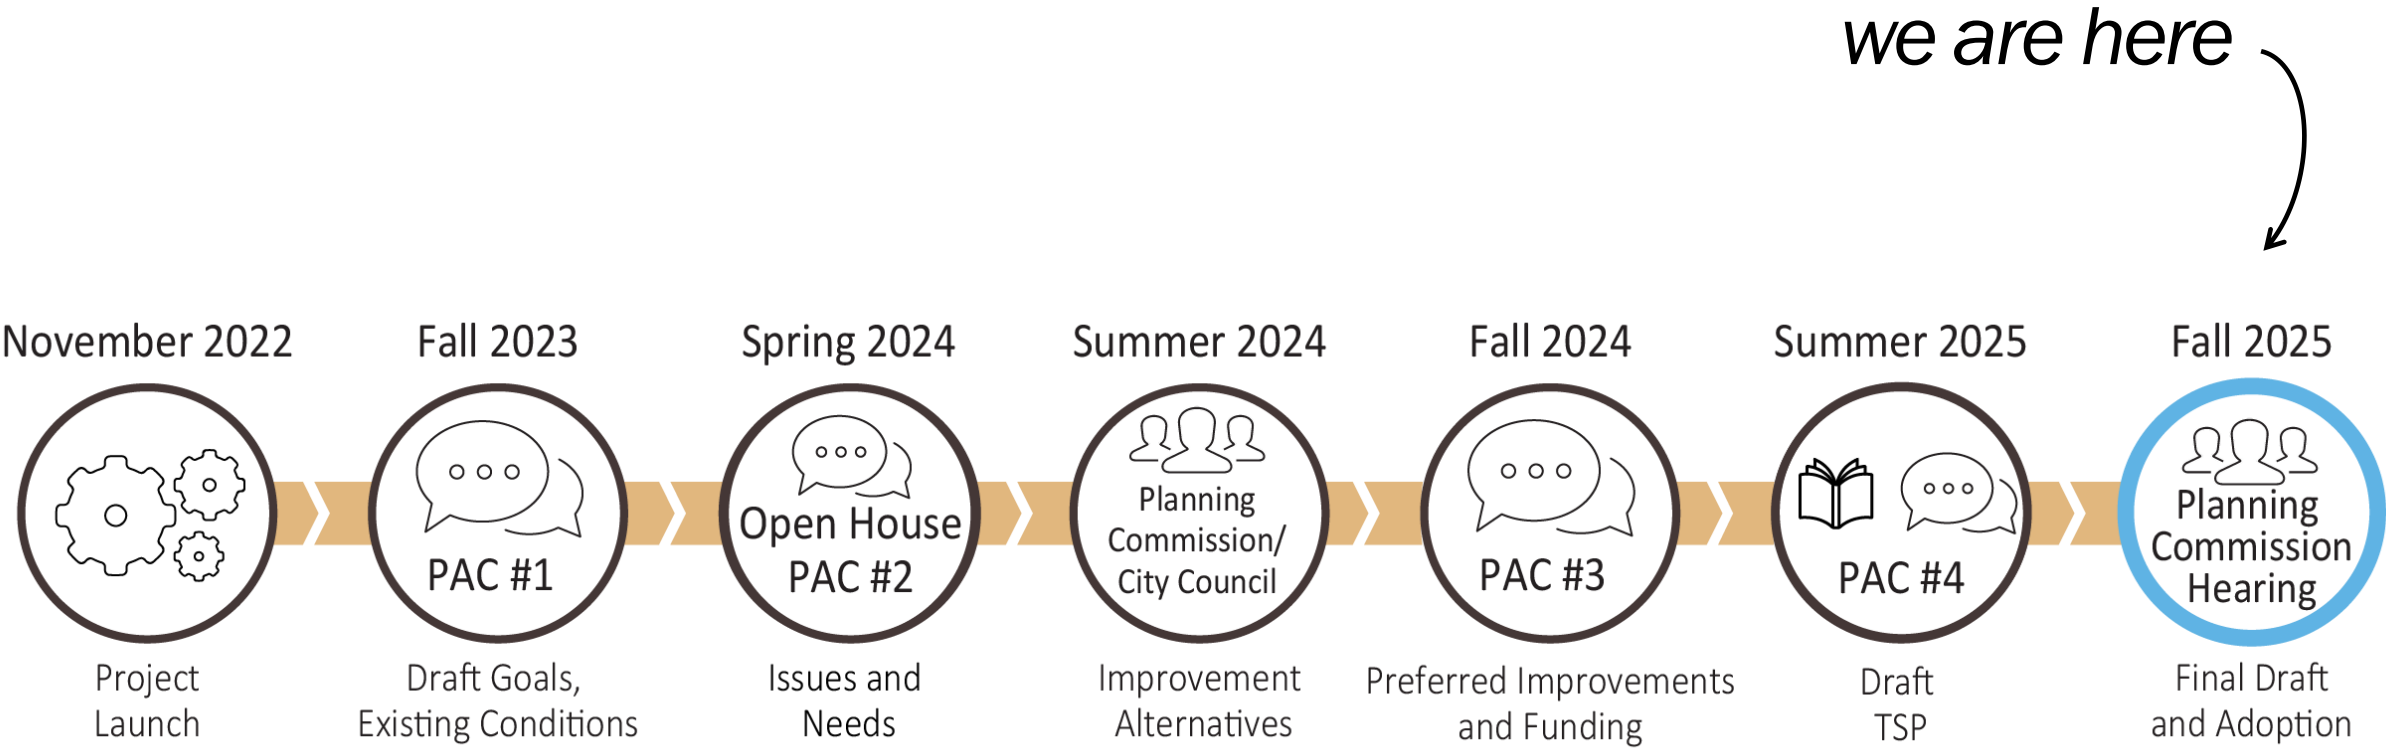 we are here
November 2022
Fall 2023
Spring 2024
Summer 2024
Fall 2024
Summer 2025
Fall 2025
PAC #1
Open House
PAC #2
Planning
Commission/
City Council
PAC #3
PAC #4
Planning
Commission
Hearing
Project
Launch
Draft Goals,
Existing Conditions
Issues and
Needs
Improvement
Alternatives
Preferred Improvements
and Funding
Draft
TSP
Final Draft
and Adoption